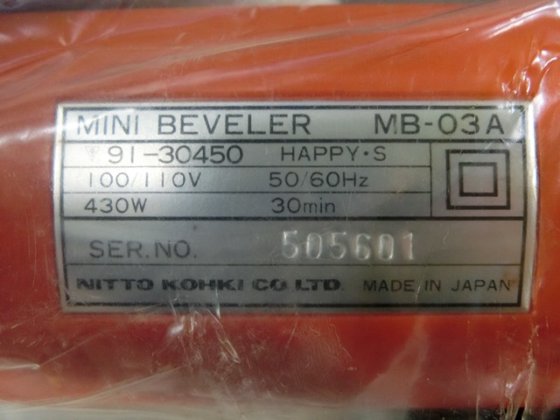 MINI BEVELER MB-03A
91-30450 HAPPY·S
100/110V 50/60Hz
430W 30min
SER.NO. 505601
NITTO KOHKI CO.LTD. MADE IN JAPAN